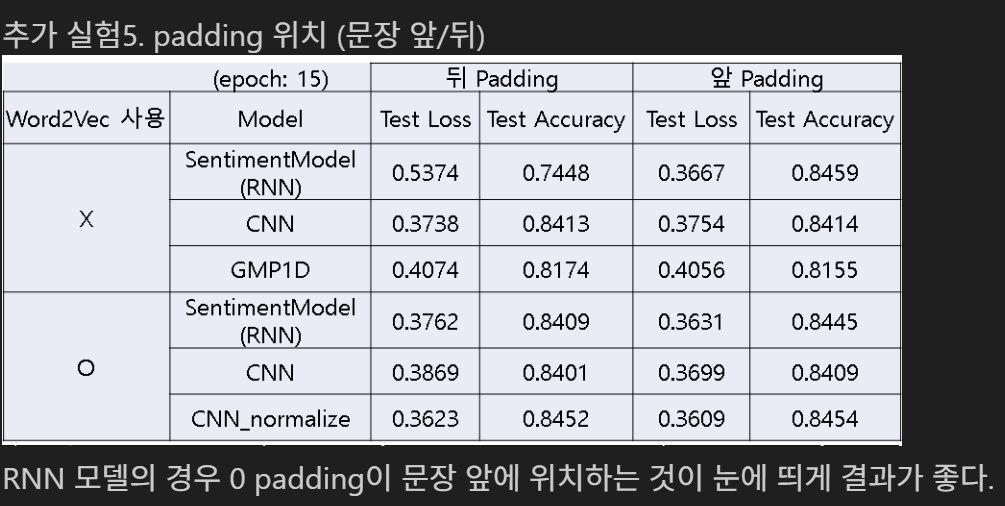 추가 실험5. padding 위치 (문장 앞/뒤)
(epoch: 15) 뒤 Padding 앞 Padding
Word2Vec 사용 Model Test Loss Test Accuracy Test Loss Test Accuracy
X SentimentModel (RNN) 0.5374 0.7448 0.3667 0.8459
CNN 0.3738 0.8413 0.3754 0.8414
GMP1D 0.4074 0.8174 0.4056 0.8155
O SentimentModel (RNN) 0.3762 0.8409 0.3631 0.8445
CNN 0.3869 0.8401 0.3699 0.8409
CNN_normalize 0.3623 0.8452 0.3609 0.8454
RNN 모델의 경우 0 padding이 문장 앞에 위치하는 것이 눈에 띄게 결과가 좋다.